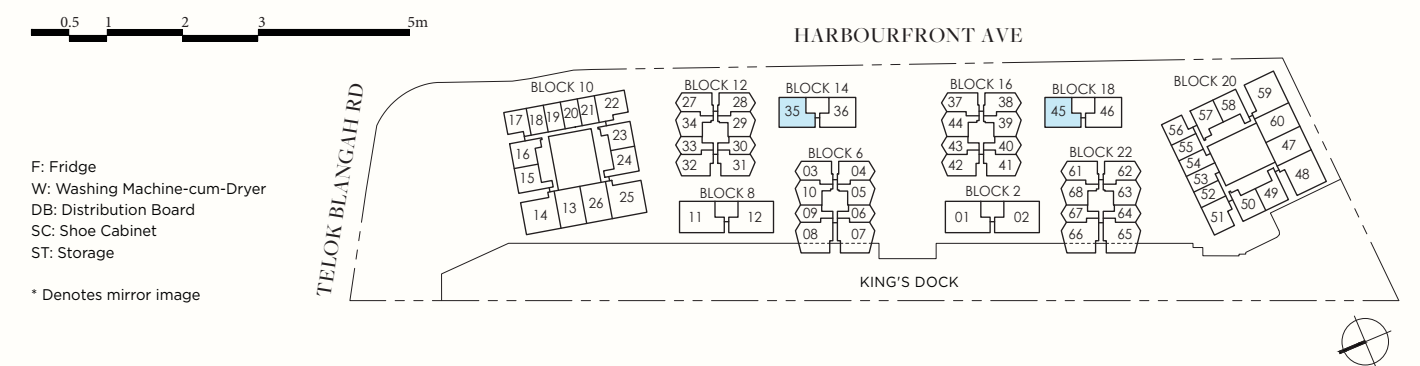 0.5 1 2 3 5m
HARBOURFRONT AVE
TELOK BLANGAH RD
F: Fridge
W: Washing Machine-cum-Dryer
DB: Distribution Board
SC: Shoe Cabinet
ST: Storage
* Denotes mirror image
BLOCK 10
17 18 19 20 21 22
16 23
15 24
14 13 26 25
BLOCK 12
27 28
34 29
33 30
32 31
BLOCK 14
35 36
BLOCK 16
37 38
44 39
43 40
42 41
BLOCK 18
45 46
BLOCK 20
56 57 58 59
55 60
54 47
53 48
52 49
51 50
BLOCK 8
11 12
BLOCK 6
03 04
10 05
09 06
08 07
BLOCK 2
01 02
BLOCK 22
61 62
68 63
67 64
66 65
KING'S DOCK